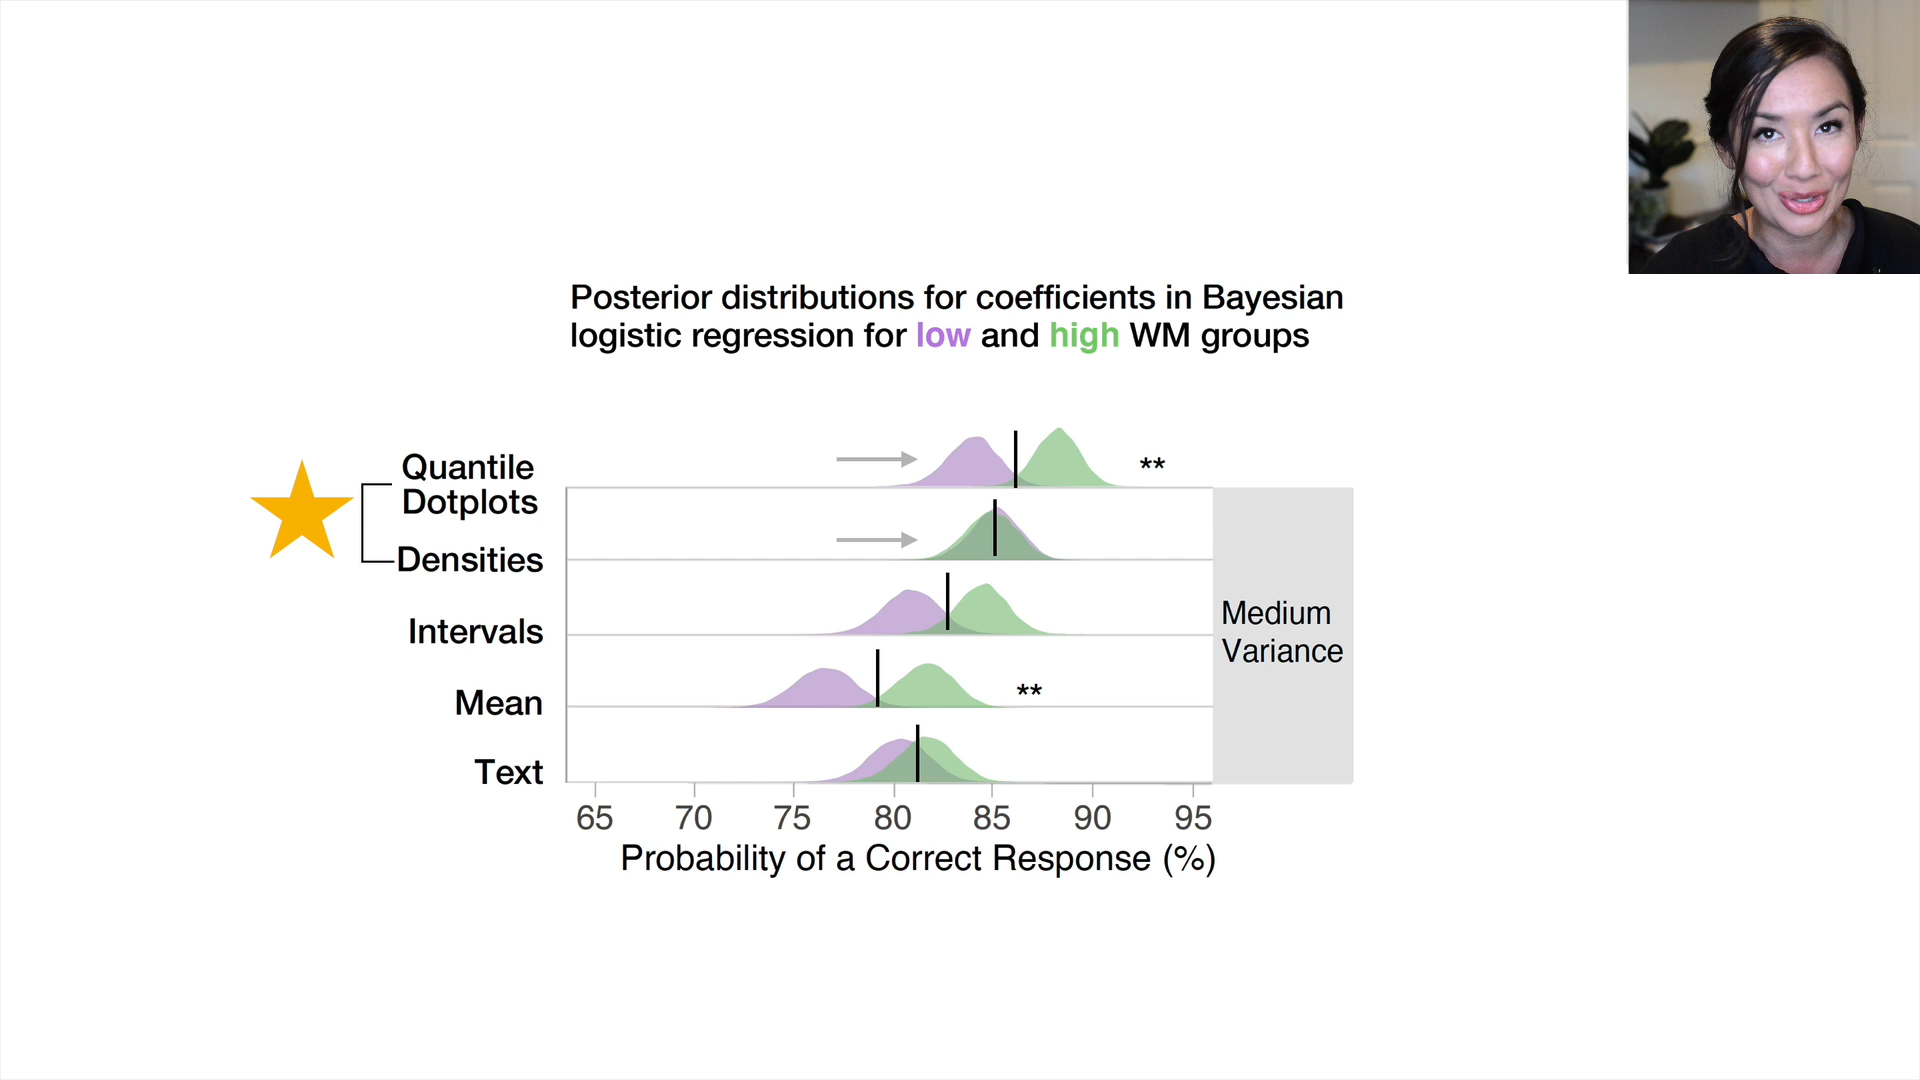 Posterior distributions for coefficients in Bayesian
logistic regression for low and high WM groups
Quantile
Dotplots
**
Densities
Intervals
Medium
Variance
Mean
**
Text
65 70 75 80 85 90 95
Probability of a Correct Response (%)